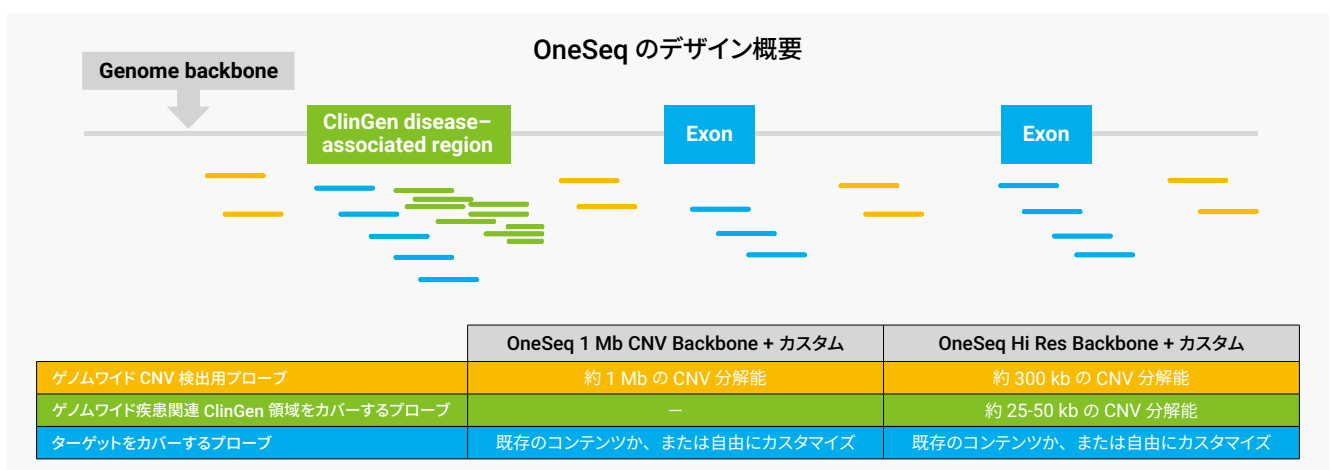 OneSeq のデザイン概要
Genome backbone
ClinGen disease–
associated region
Exon
Exon
OneSeq 1 Mb CNV Backbone + カスタム
OneSeq Hi Res Backbone + カスタム
ゲノムワイド CNV 検出用プローブ
約 1 Mb の CNV 分解能
約 300 kb の CNV 分解能
ゲノムワイド疾患関連 ClinGen 領域をカバーするプローブ
–
約 25-50 kb の CNV 分解能
ターゲットをカバーするプローブ
既存のコンテンツか、または自由にカスタマイズ
既存のコンテンツか、または自由にカスタマイズ